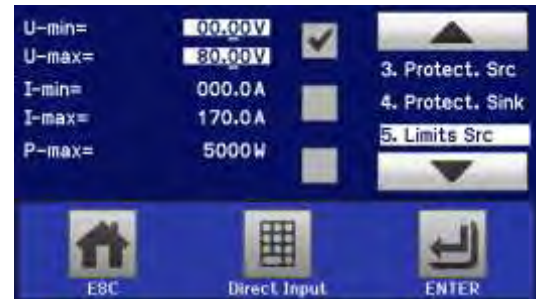 U-min= 00.00V
U-max= 80.00V
I-min= 000.0A
I-max= 170.0A
P-max= 5000W
3. Protect. Src
4. Protect. Sink
5. Limits Src
ESC
Direct Input
ENTER